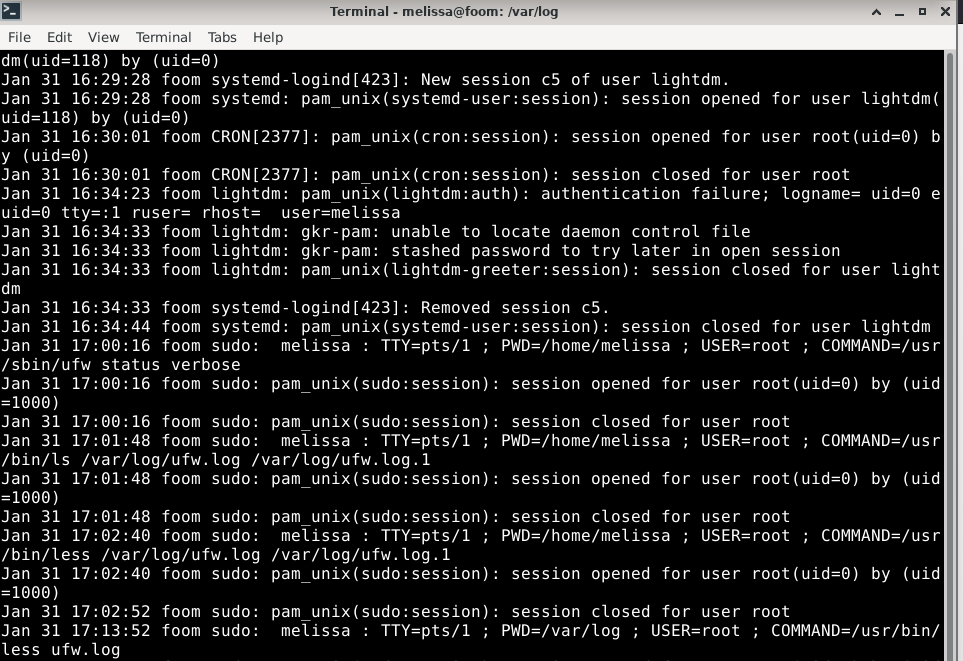 Terminal - melissa@foom: /var/log
File Edit View Terminal Tabs Help
dm(uid=118) by (uid=0)
Jan 31 16:29:28 foom systemd-logind[423]: New session c5 of user lightdm.
Jan 31 16:29:28 foom systemd: pam_unix(systemd-user:session): session opened for user lightdm(
uid=118) by (uid=0)
Jan 31 16:30:01 foom CRON[2377]: pam_unix(cron:session): session opened for user root(uid=0) b
y (uid=0)
Jan 31 16:30:01 foom CRON[2377]: pam_unix(cron:session): session closed for user root
Jan 31 16:34:23 foom lightdm: pam_unix(lightdm:auth): authentication failure; logname= uid=0 e
uid=0 tty=:1 ruser= rhost=  user=melissa
Jan 31 16:34:33 foom lightdm: gkr-pam: unable to locate daemon control file
Jan 31 16:34:33 foom lightdm: gkr-pam: stashed password to try later in open session
Jan 31 16:34:33 foom lightdm: pam_unix(lightdm-greeter:session): session closed for user light
dm
Jan 31 16:34:33 foom systemd-logind[423]: Removed session c5.
Jan 31 16:34:44 foom systemd: pam_unix(systemd-user:session): session closed for user lightdm
Jan 31 17:00:16 foom sudo:  melissa : TTY=pts/1 ; PWD=/home/melissa ; USER=root ; COMMAND=/usr
/sbin/ufw status verbose
Jan 31 17:00:16 foom sudo: pam_unix(sudo:session): session opened for user root(uid=0) by (uid
=1000)
Jan 31 17:00:16 foom sudo: pam_unix(sudo:session): session closed for user root
Jan 31 17:01:48 foom sudo:  melissa : TTY=pts/1 ; PWD=/home/melissa ; USER=root ; COMMAND=/usr
/bin/ls /var/log/ufw.log /var/log/ufw.log.1
Jan 31 17:01:48 foom sudo: pam_unix(sudo:session): session opened for user root(uid=0) by (uid
=1000)
Jan 31 17:01:48 foom sudo: pam_unix(sudo:session): session closed for user root
Jan 31 17:02:40 foom sudo:  melissa : TTY=pts/1 ; PWD=/home/melissa ; USER=root ; COMMAND=/usr
/bin/less /var/log/ufw.log /var/log/ufw.log.1
Jan 31 17:02:40 foom sudo: pam_unix(sudo:session): session opened for user root(uid=0) by (uid
=1000)
Jan 31 17:02:52 foom sudo: pam_unix(sudo:session): session closed for user root
Jan 31 17:13:52 foom sudo:  melissa : TTY=pts/1 ; PWD=/var/log ; USER=root ; COMMAND=/usr/bin/
less ufw.log